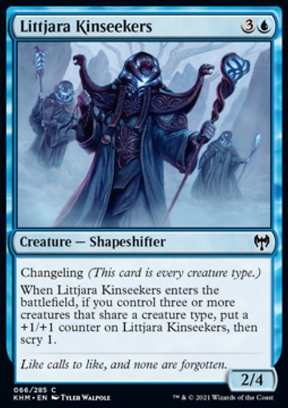 Littjara Kinseekers 3
Creature — Shapeshifter
Changeling (This card is every creature type.)
When Littjara Kinseekers enters the
battlefield, if you control three or more
creatures that share a creature type, put a
+1/+1 counter on Littjara Kinseekers, then
scry 1.
Like calls to like, and none are forgotten.
2/4
066/285 C
KHM • EN TYLER WALPOLE
™ & © 2021 Wizards of the Coast